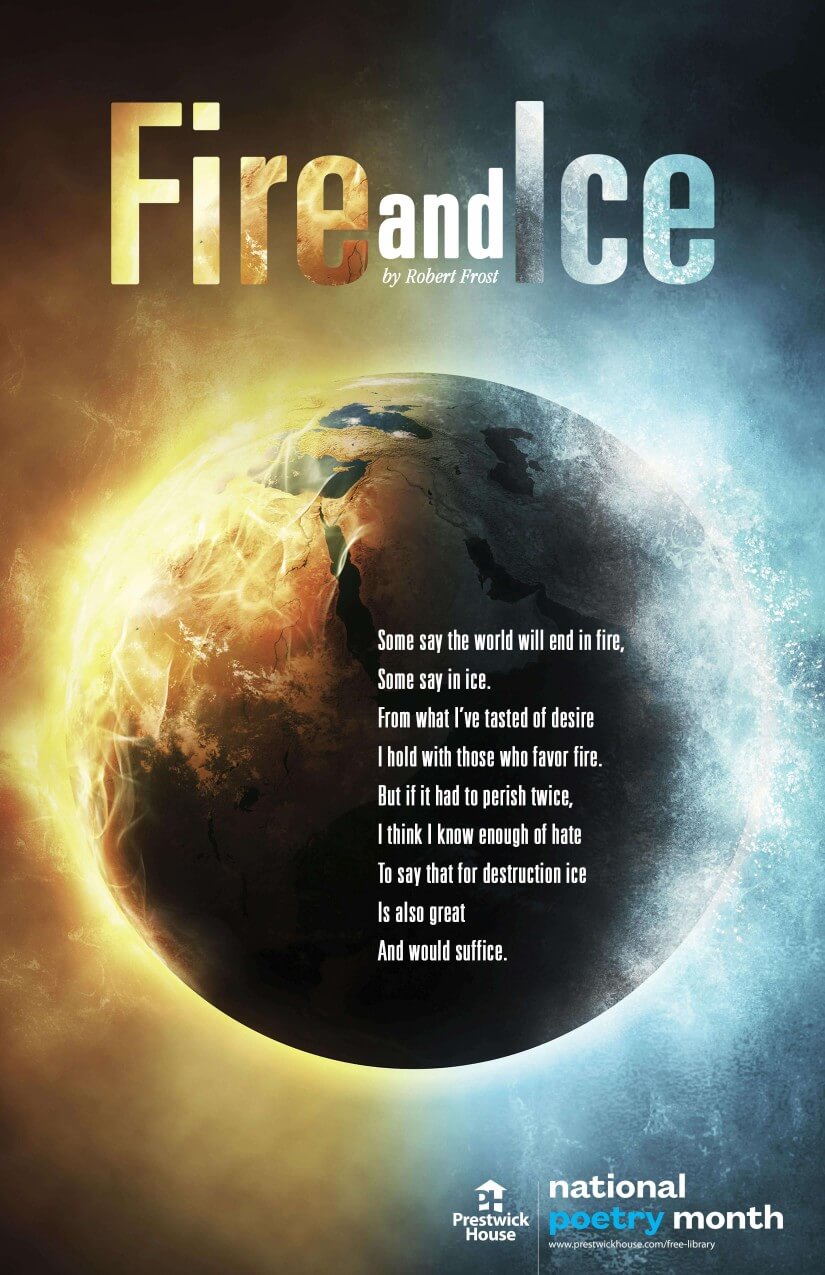 Fire and Ice
by Robert Frost
Some say the world will end in fire,
Some say in ice.
From what I've tasted of desire
I hold with those who favor fire.
But if it had to perish twice,
I think I know enough of hate
To say that for destruction ice
Is also great
And would suffice.
PH
Prestwick
House
national
poetry month
www.prestwickhouse.com/free-library